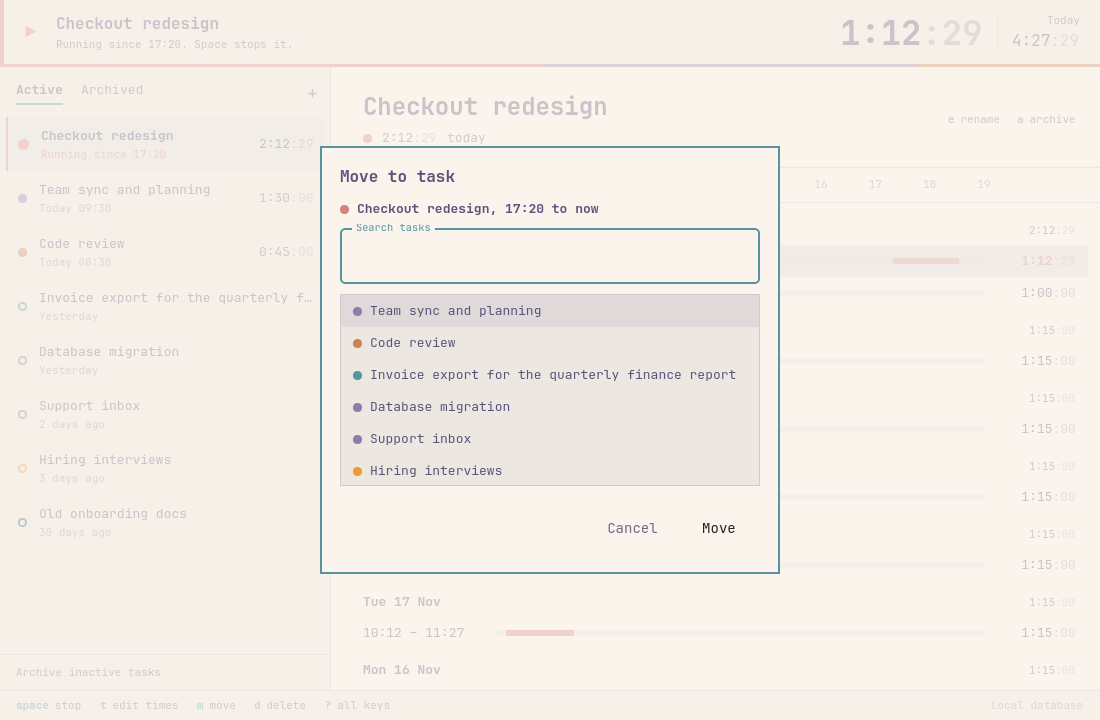 Checkout redesign
Running since 17:20. Space stops it.
1:12:29
Today
4:27:29
Active Archived +
Checkout redesign
Running since 17:20
2:12:29
Team sync and planning
Today 09:30
1:30:00
Code review
Today 08:30
0:45:00
Invoice export for the quarterly f…
Yesterday
Database migration
Yesterday
Support inbox
2 days ago
Hiring interviews
3 days ago
Old onboarding docs
30 days ago
Archive inactive tasks
Checkout redesign
2:12:29 today
e rename a archive
16 17 18 19
2:12:29
1:12:29
1:00:00
1:15:00
1:15:00
1:15:00
1:15:00
1:15:00
1:15:00
1:15:00
1:15:00
Tue 17 Nov 1:15:00
10:12 – 11:27 1:15:00
Mon 16 Nov 1:15:00
Move to task
Checkout redesign, 17:20 to now
Search tasks
Team sync and planning
Code review
Invoice export for the quarterly finance report
Database migration
Support inbox
Hiring interviews
Cancel Move
space stop t edit times m move d delete ? all keys
Local database